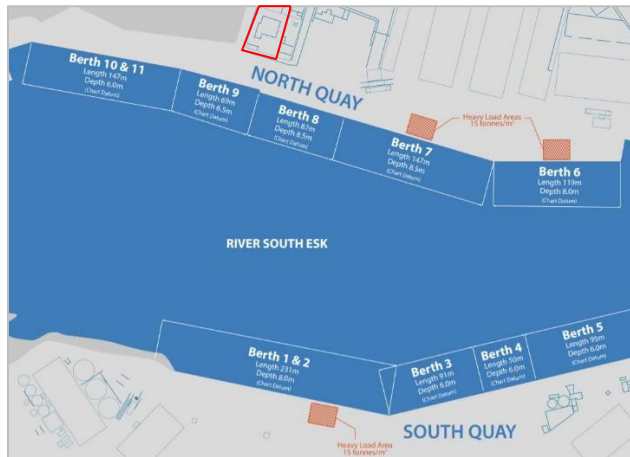 Berth 10 & 11
Length 147m
Depth 6.0m
(Chart Datum)
Berth 9
Length 69m
Depth 6.5m
(Chart Datum)
NORTH QUAY
Berth 8
Length 87m
Depth 8.5m
(Chart Datum)
Berth 7
Length 147m
Depth 8.5m
(Chart Datum)
Heavy Load Areas
15 tonnes/m²
Berth 6
Length 119m
Depth 8.0m
(Chart Datum)
RIVER SOUTH ESK
Berth 1 & 2
Length 231m
Depth 8.0m
(Chart Datum)
Berth 3
Length 91m
Depth 6.0m
(Chart Datum)
Berth 4
Length 50m
Depth 6.0m
(Chart Datum)
Berth 5
Length 95m
Depth 6.0m
(Chart Datum)
Heavy Load Area
15 tonnes/m²
SOUTH QUAY